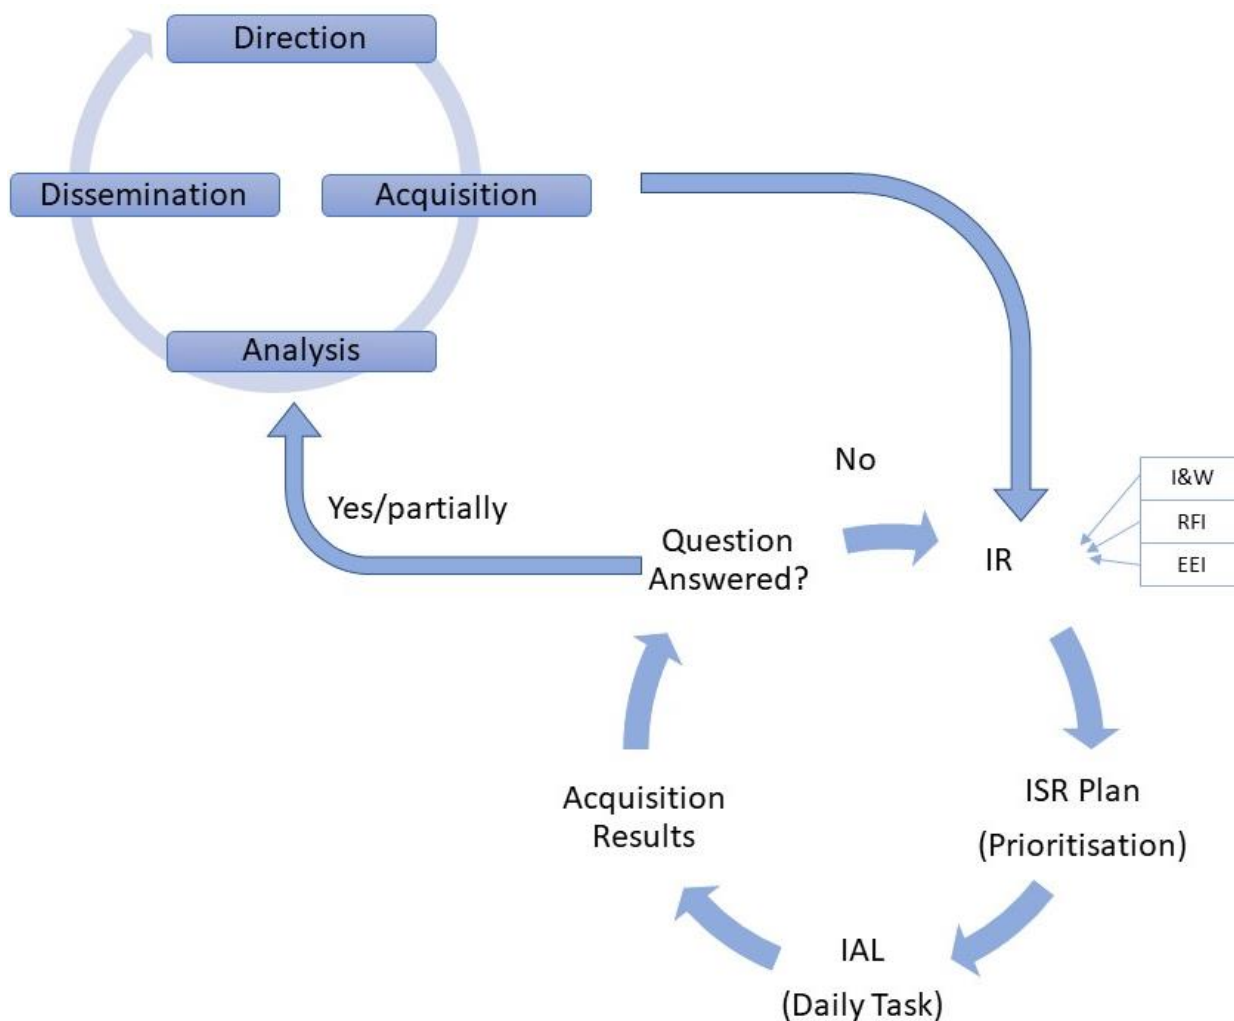 Direction
Dissemination
Acquisition
Analysis
No
Yes/partially
Question
Answered?
IR
I&W
RFI
EEI
Acquisition
Results
ISR Plan
(Prioritisation)
IAL
(Daily Task)